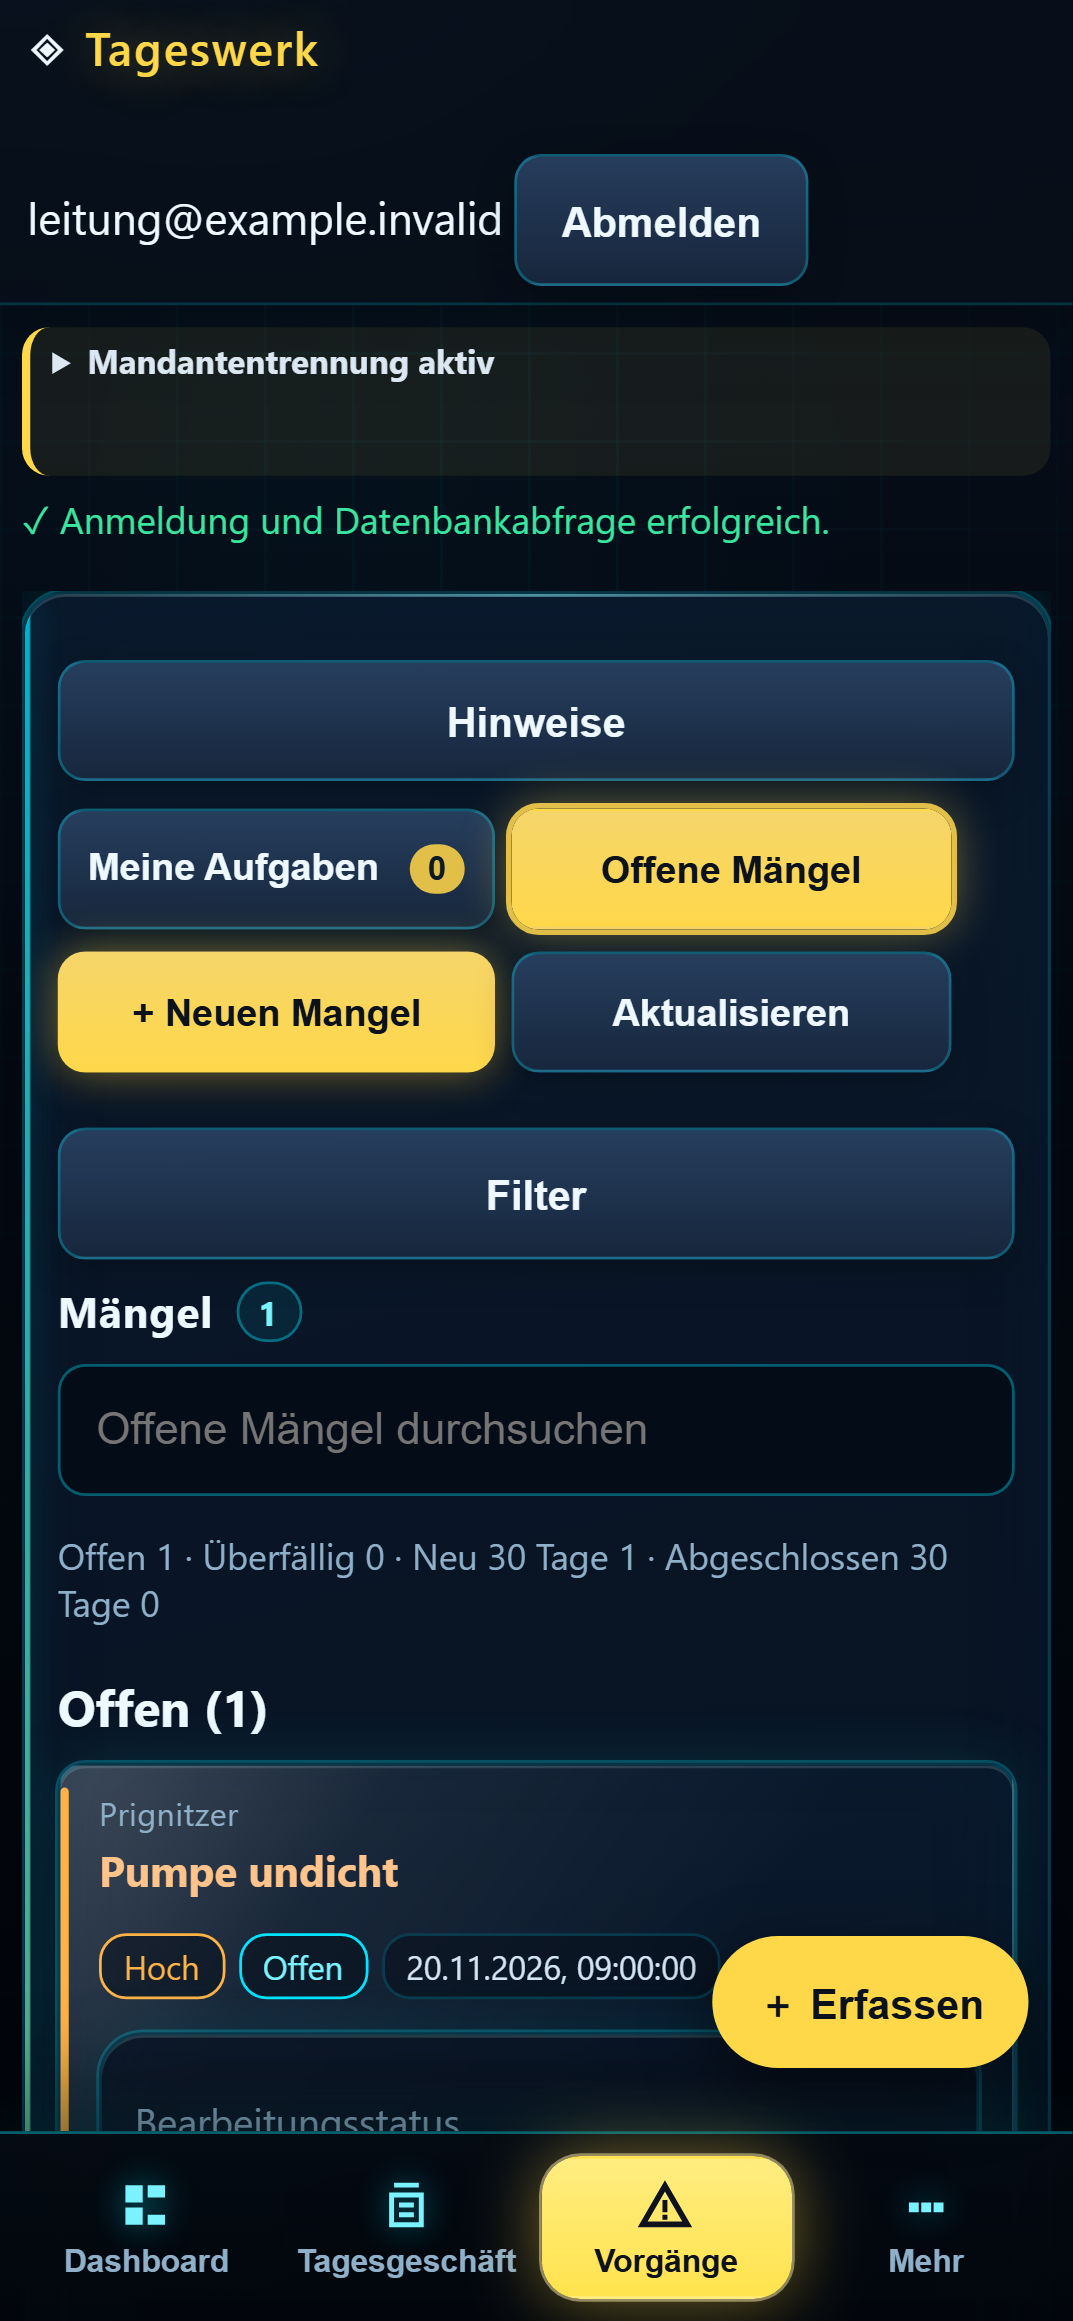 Tageswerk
leitung@example.invalid Abmelden
Mandantentrennung aktiv
✓ Anmeldung und Datenbankabfrage erfolgreich.
Hinweise
Meine Aufgaben 0 Offene Mängel
+ Neuen Mangel Aktualisieren
Filter
Mängel 1
Offene Mängel durchsuchen
Offen 1 · Überfällig 0 · Neu 30 Tage 1 · Abgeschlossen 30
Tage 0
Offen (1)
Prignitzer
Pumpe undicht
Hoch Offen 20.11.2026, 09:00:00
+ Erfassen
Bearbeitungsstatus
Dashboard Tagesgeschäft Vorgänge Mehr